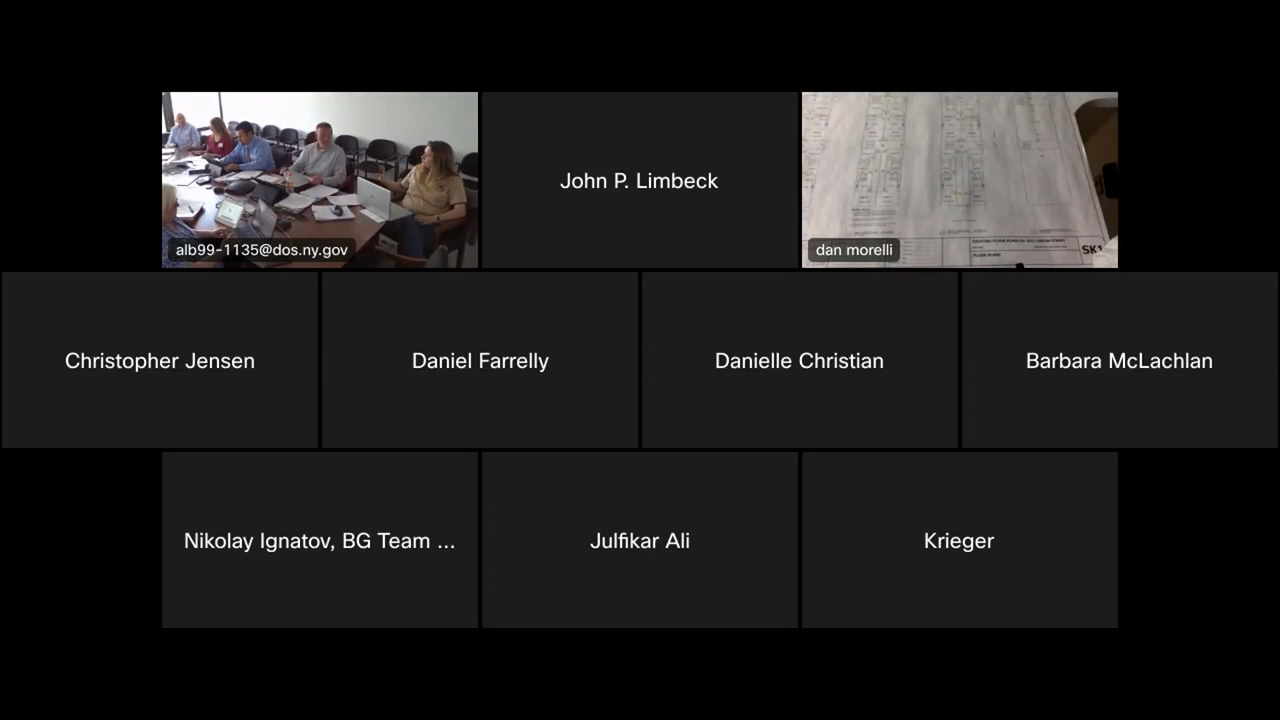 alb99-1135@dos.ny.gov
John P. Limbeck
dan morelli
SK1
Christopher Jensen
Daniel Farrelly
Danielle Christian
Barbara McLachlan
Nikolay Ignatov, BG Team ...
Julfikar Ali
Krieger